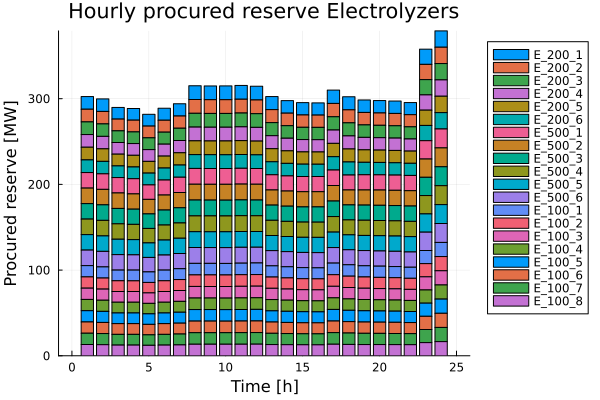 Hourly procured reserve Electrolyzers
Procured reserve [MW]
300
200
100
0
0
5
10
15
20
25
Time [h]
E_200_1
E_200_2
E_200_3
E_200_4
E_200_5
E_200_6
E_500_1
E_500_2
E_500_3
E_500_4
E_500_5
E_500_6
E_100_1
E_100_2
E_100_3
E_100_4
E_100_5
E_100_6
E_100_7
E_100_8